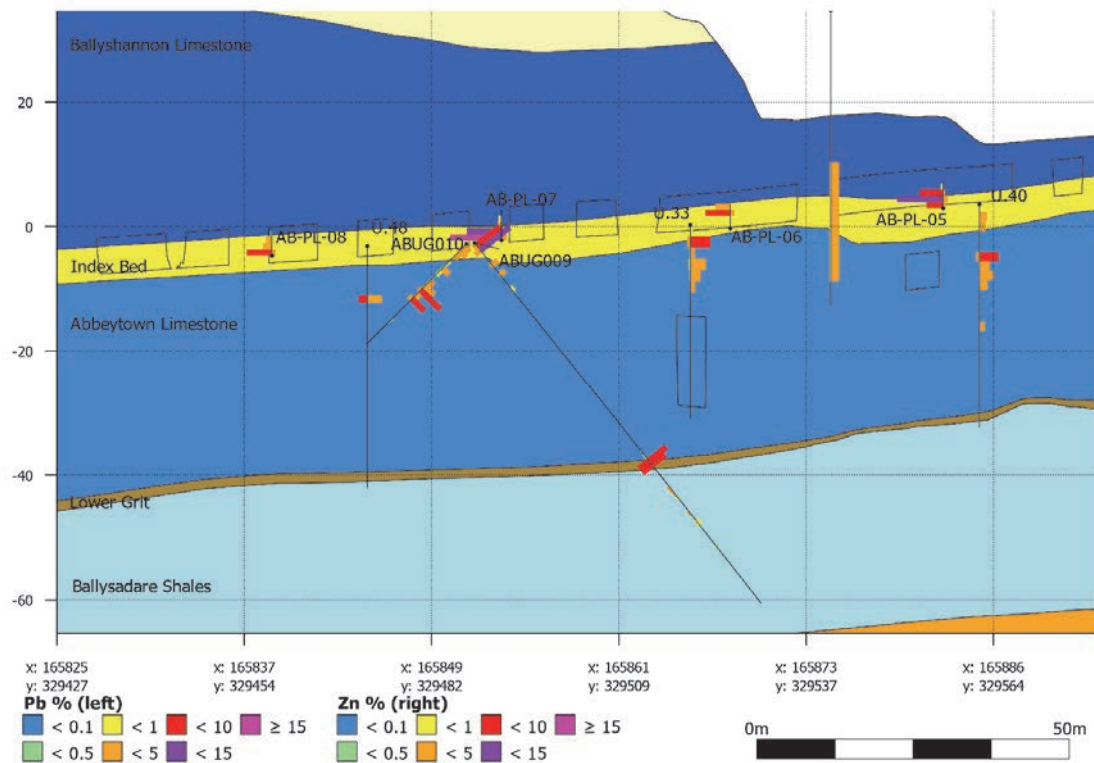 Ballyshannon Limestone
20
AB-PL-07
U.40
U.33
AB-PL-05
0
U.48
AB-PL-08
ABUG010
AB-PL-06
ABUG009
Index Bed
Abbeytown Limestone
-20
-40
Lower Grit
Ballysadare Shales
-60
x: 165825 x: 165837 x: 165849 x: 165861 x: 165873 x: 165886
y: 329427 y: 329454 y: 329482 y: 329509 y: 329537 y: 329564
Pb % (left) Zn % (right)
< 0.1 < 1 < 10 ≥ 15 < 0.1 < 1 < 10 ≥ 15 0m 50m
< 0.5 < 5 < 15 < 0.5 < 5 < 15